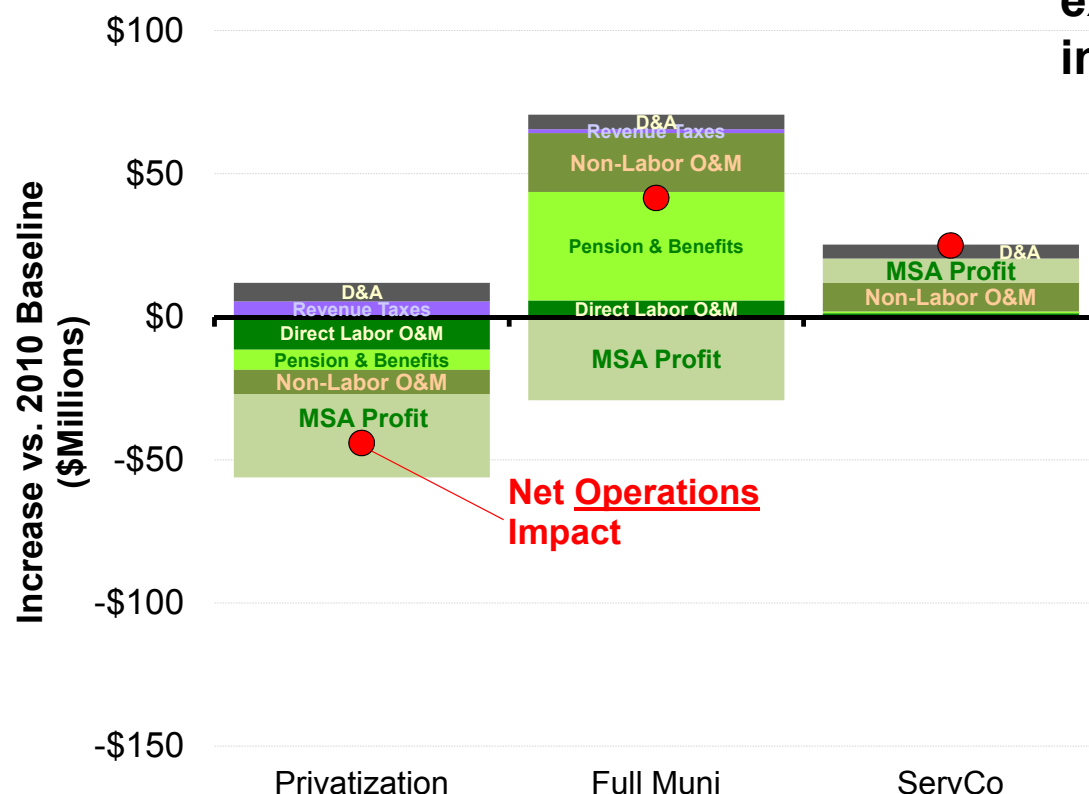 $100
$50
$0
-$50
-$100
-$150
Increase vs. 2010 Baseline
($Millions)
D&A
Revenue Taxes
Direct Labor O&M
Pension & Benefits
Non-Labor O&M
MSA Profit
D&A
Revenue Taxes
Non-Labor O&M
Pension & Benefits
Direct Labor O&M
MSA Profit
D&A
MSA Profit
Non-Labor O&M
Net Operations
Impact
Privatization
Full Muni
ServCo